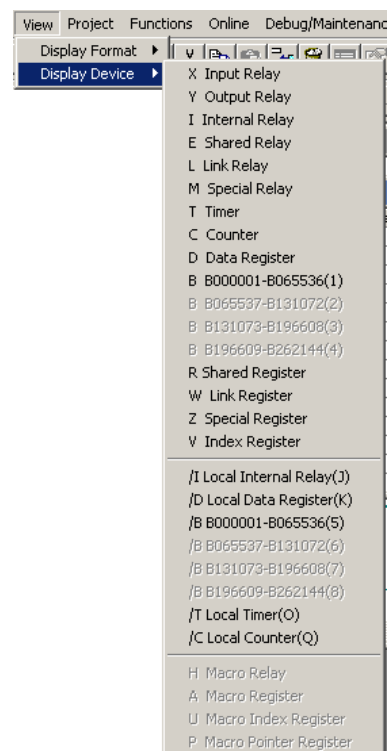 View Project Functions Online Debug/Maintenanc
Display Format
Display Device
X Input Relay
Y Output Relay
I Internal Relay
E Shared Relay
L Link Relay
M Special Relay
T Timer
C Counter
D Data Register
B B000001-B065536(1)
B B065537-B131072(2)
B B131073-B196608(3)
B B196609-B262144(4)
R Shared Register
W Link Register
Z Special Register
V Index Register
/I Local Internal Relay(J)
/D Local Data Register(K)
/B B000001-B065536(5)
/B B065537-B131072(6)
/B B131073-B196608(7)
/B B196609-B262144(8)
/T Local Timer(O)
/C Local Counter(Q)
H Macro Relay
A Macro Register
U Macro Index Register
P Macro Pointer Register